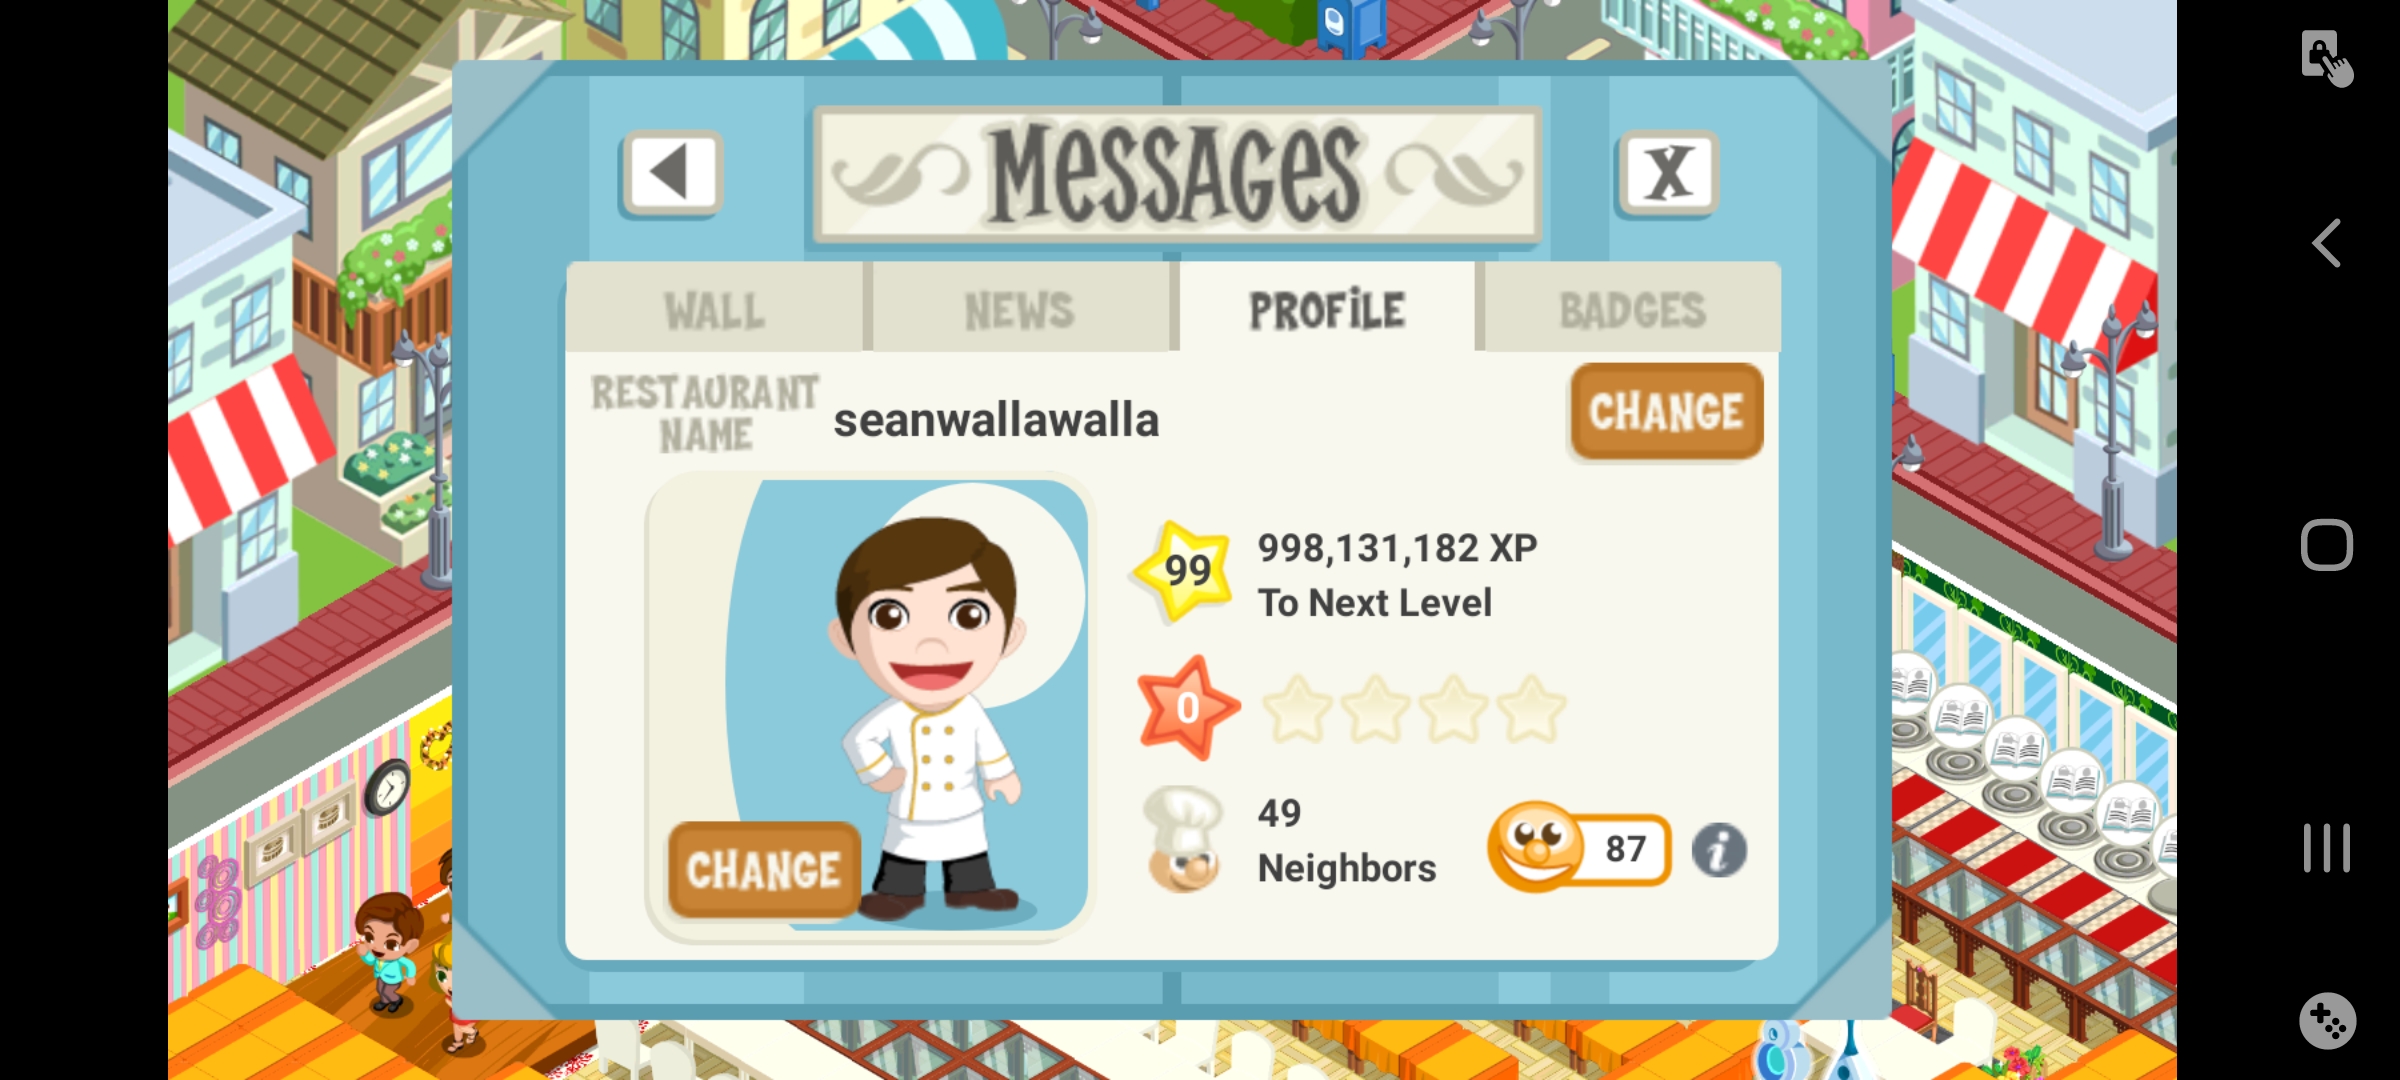 MESSAGES
X
WALL
NEWS
PROFILE
BADGES
RESTAURANT
NAME
seanwallawalla
CHANGE
99
998,131,182 XP
To Next Level
0
49
Neighbors
87
i
CHANGE